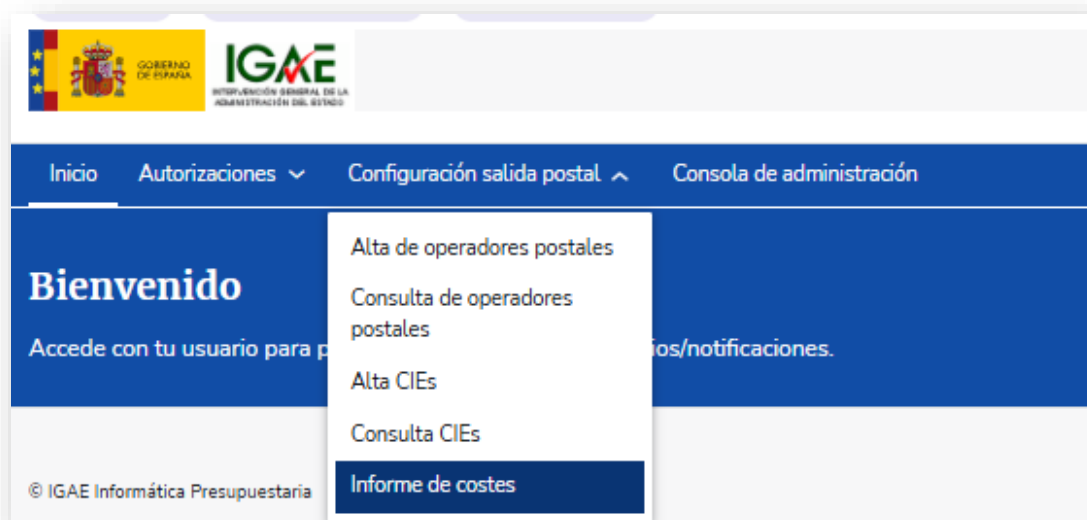 GOBIERNO
DE ESPAÑA
IGAE
INTERVENCIÓN GENERAL DE LA
ADMINISTRACIÓN DEL ESTADO
Inicio
Autorizaciones
Configuración salida postal
Consola de administración
Bienvenido
Accede con tu usuario para p
ios/notificaciones.
Alta de operadores postales
Consulta de operadores
postales
Alta CIEs
Consulta CIEs
Informe de costes
© IGAE Informática Presupuestaria